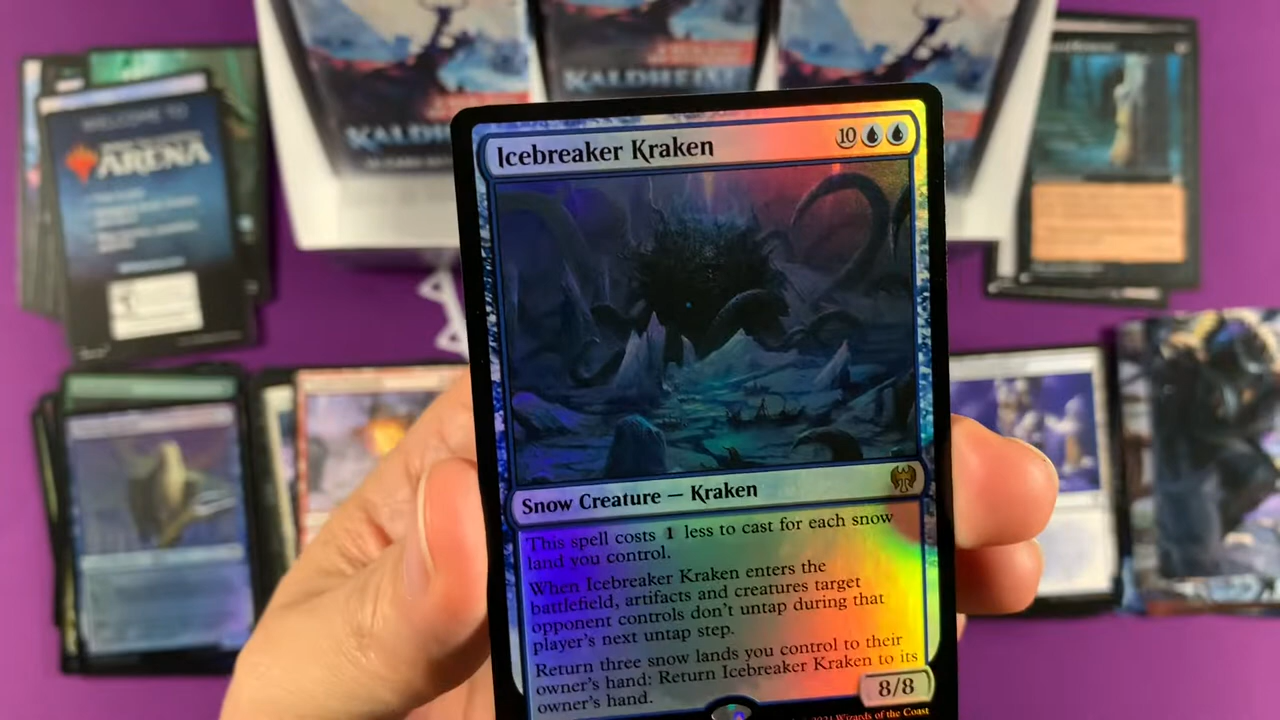 KALDHEIM
KALDHEIM
WELCOME TO
ARENA
Icebreaker Kraken
10
Snow Creature — Kraken
This spell costs 1 less to cast for each snow
land you control.
When Icebreaker Kraken enters the
battlefield, artifacts and creatures target
opponent controls don't untap during that
player's next untap step.
Return three snow lands you control to their
owner's hand: Return Icebreaker Kraken to its
owner's hand.
8/8
2021 Wizards of the Coast